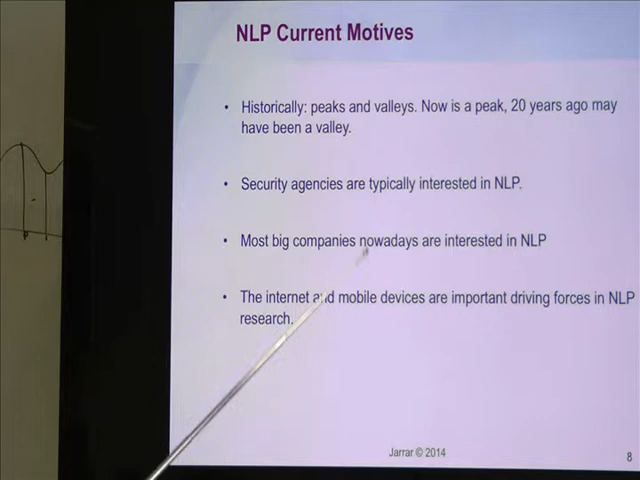 NLP Current Motives
• Historically: peaks and valleys. Now is a peak, 20 years ago may
have been a valley.
• Security agencies are typically interested in NLP.
• Most big companies nowadays are interested in NLP
• The internet and mobile devices are important driving forces in NLP
research.
Jarrar © 2014
8